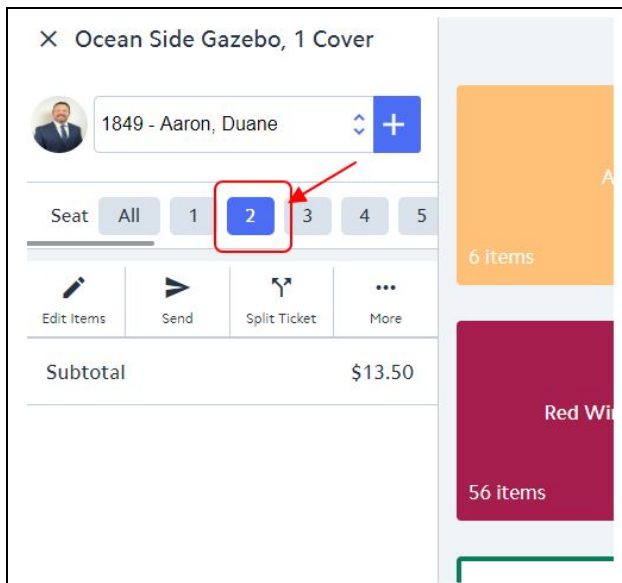 Ocean Side Gazebo, 1 Cover
1849 - Aaron, Duane
Seat All 1 2 3 4 5
Edit Items Send Split Ticket More
Subtotal $13.50
A
6 items
Red Wi
56 items